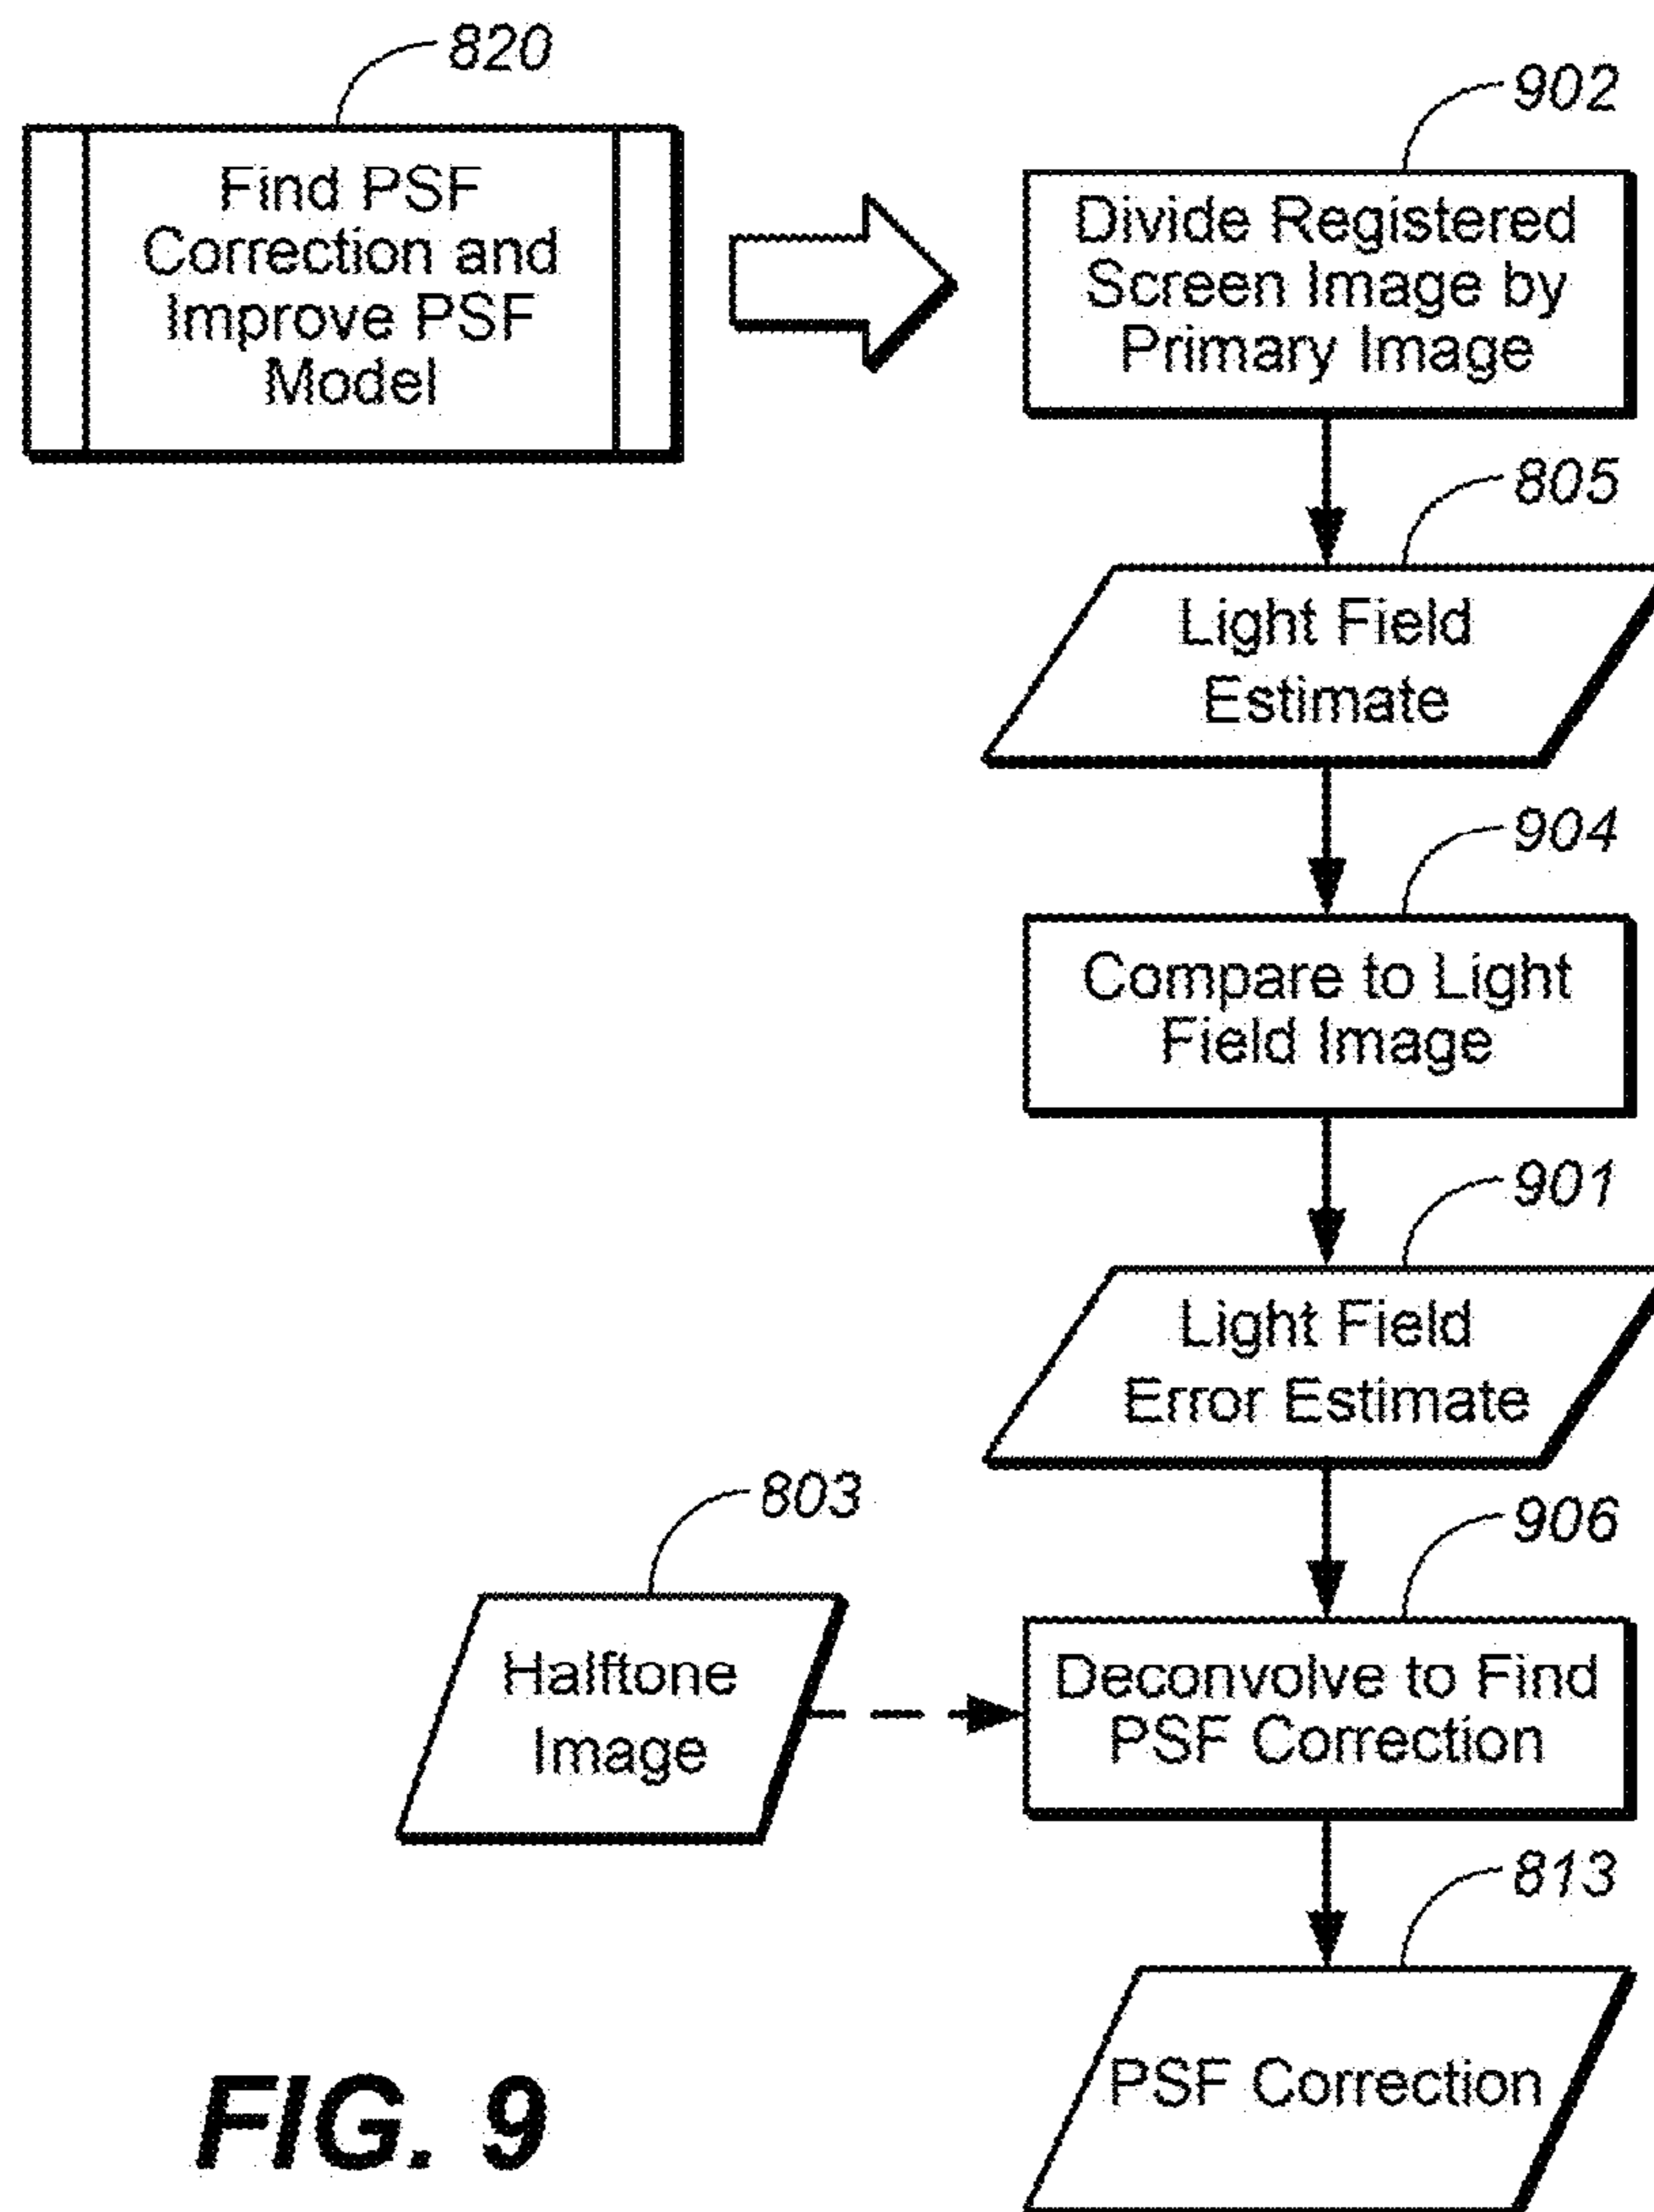 820
Find PSF
Correction and
Improve PSF
Model
902
Divide Registered
Screen Image by
Primary Image
805
Light Field
Estimate
904
Compare to Light
Field Image
901
Light Field
Error Estimate
803
Halftone
Image
906
Deconvolve to Find
PSF Correction
813
PSF Correction
FIG. 9